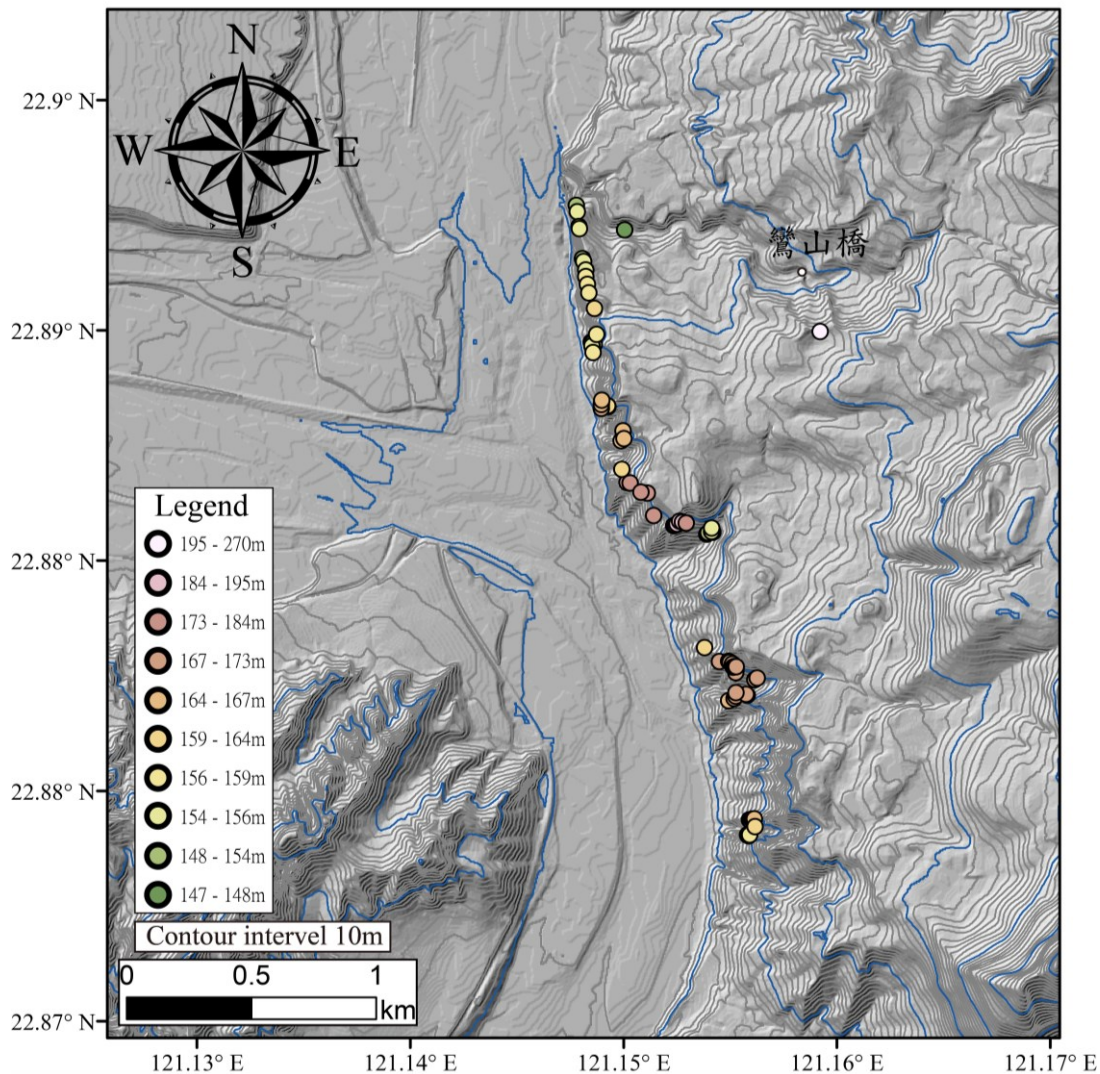 N
W
E
S
22.9° N
22.89° N
22.88° N
22.88° N
22.87° N
鸞山橋
Legend
195 - 270m
184 - 195m
173 - 184m
167 - 173m
164 - 167m
159 - 164m
156 - 159m
154 - 156m
148 - 154m
147 - 148m
Contour intervel 10m
0 0.5 1
km
121.13° E 121.14° E 121.15° E 121.16° E 121.17° E